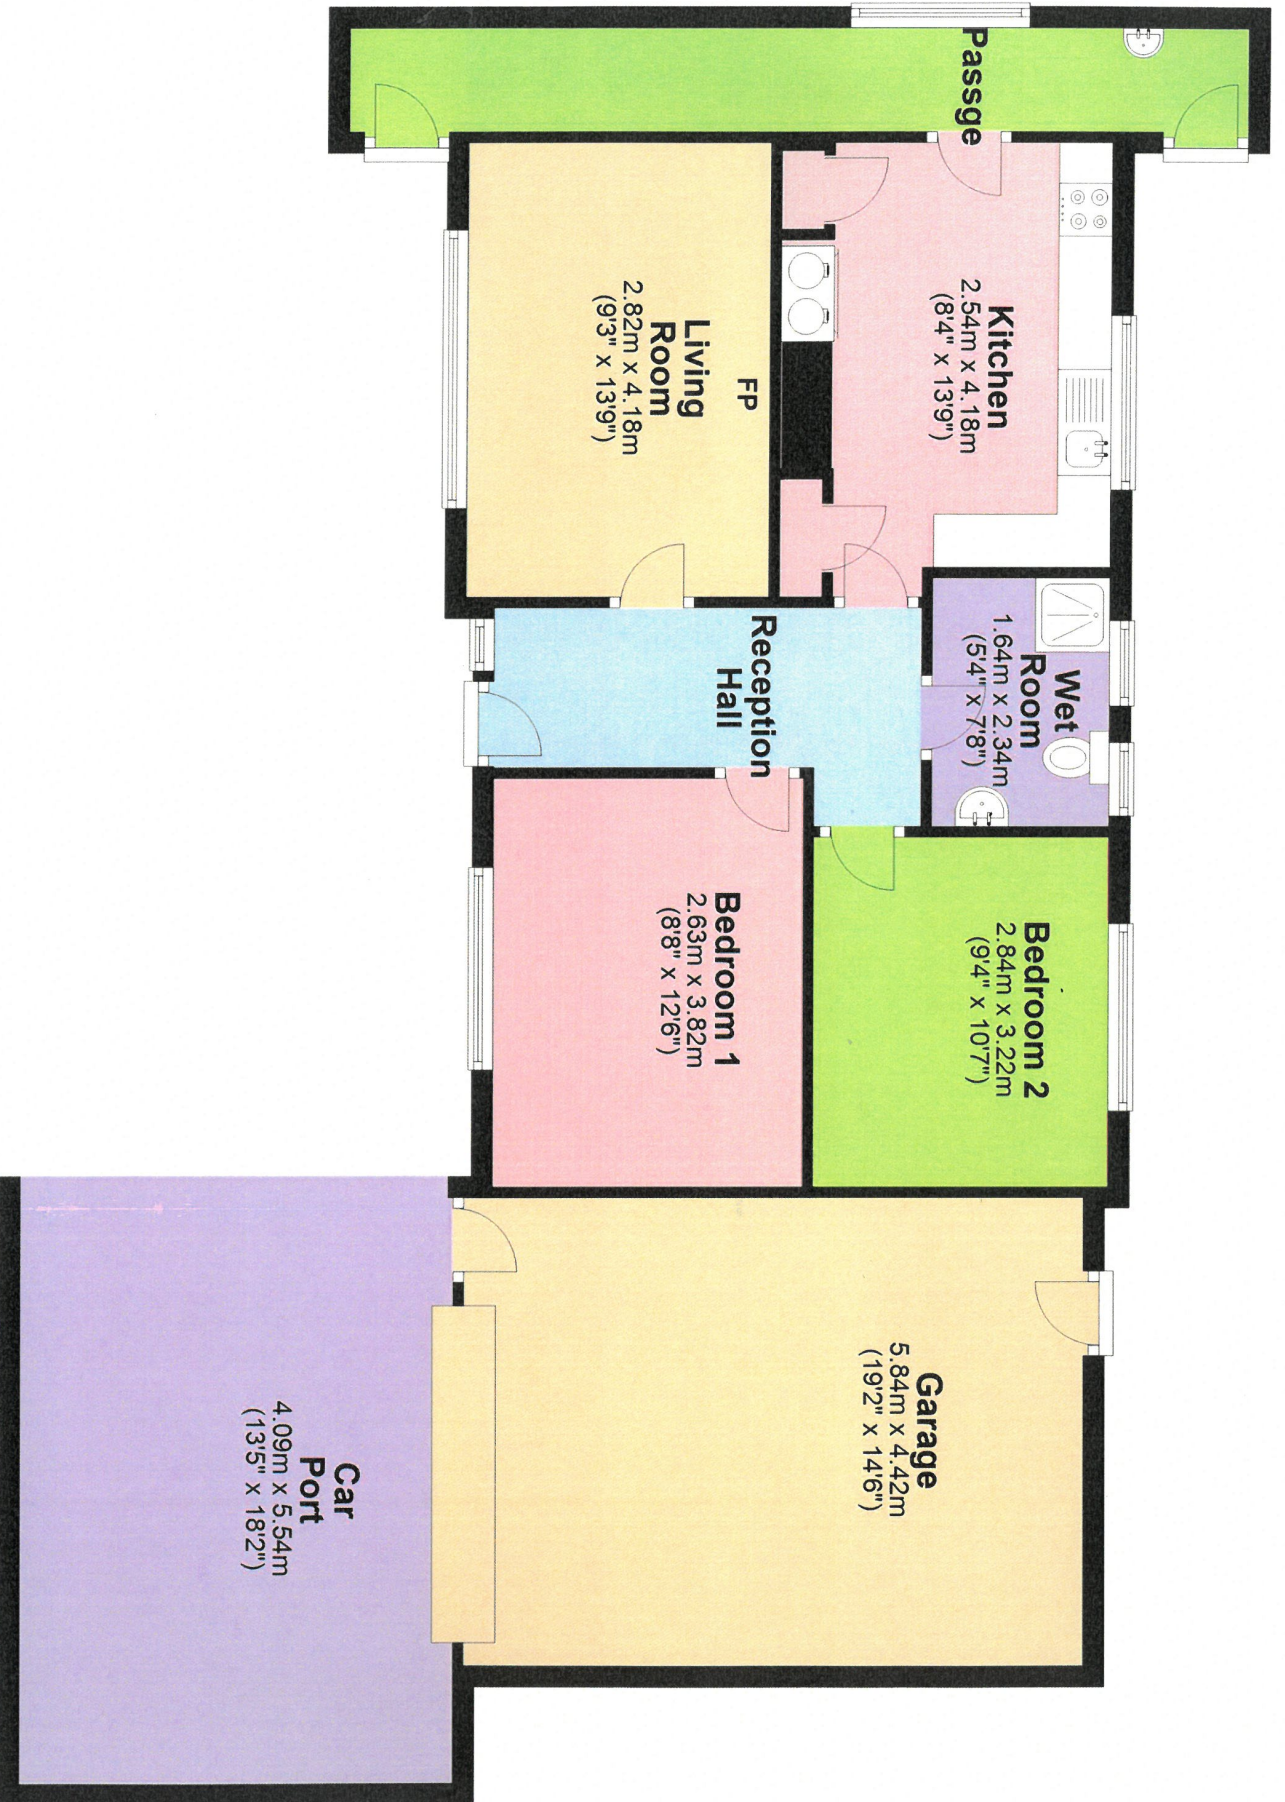 Passge
Kitchen
2.54m x 4.18m
(8'4" x 13'9")
FP
Living
Room
2.82m x 4.18m
(9'3" x 13'9")
Wet
Room
1.64m x 2.34m
(5'4" x 7'8")
Reception
Hall
Bedroom 2
2.84m x 3.22m
(9'4" x 10'7")
Bedroom 1
2.63m x 3.82m
(8'8" x 12'6")
Garage
5.84m x 4.42m
(19'2" x 14'6")
Car
Port
4.09m x 5.54m
(13'5" x 18'2")